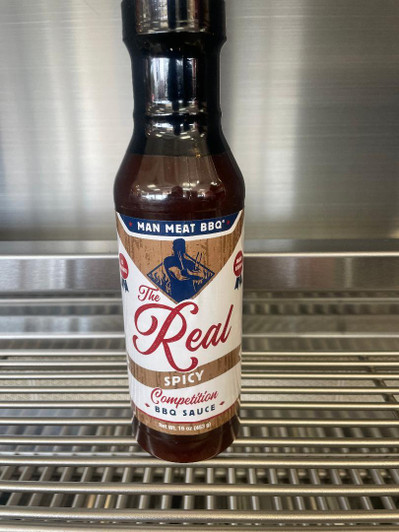 MAN MEAT BBQ®
The
Real
SPICY
Competition
BBQ SAUCE